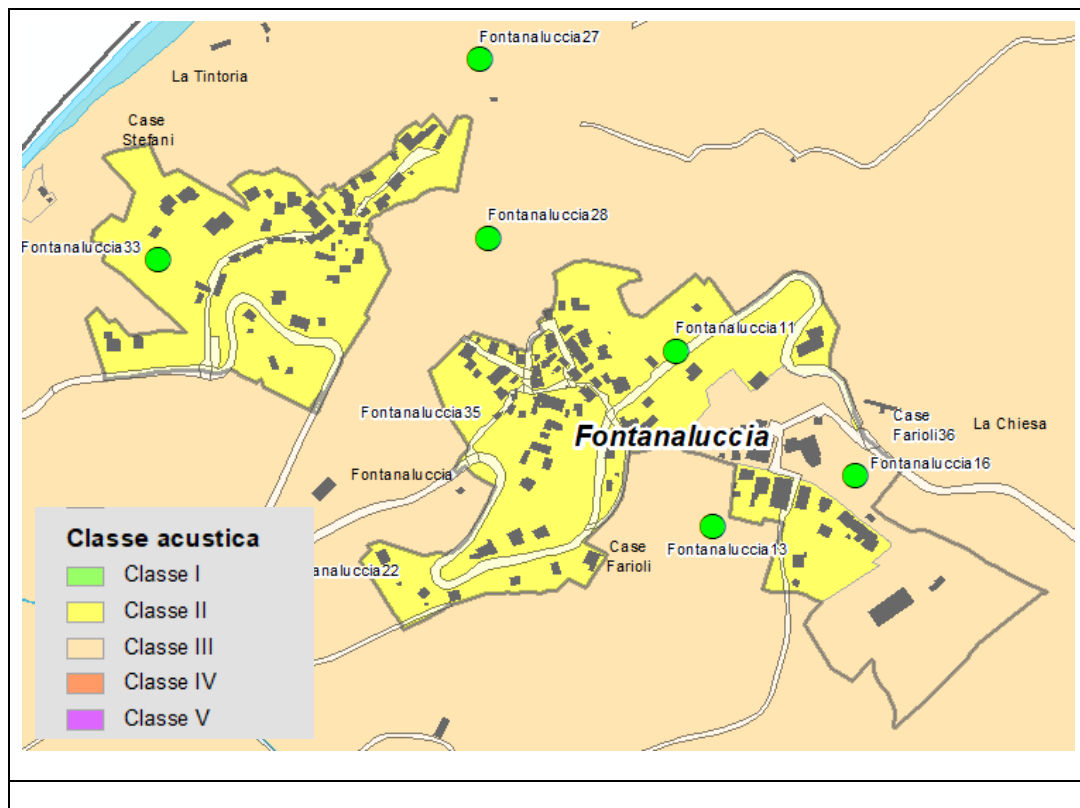 Fontanaluccia27
La Tintoria
Case
Stefani
Fontanaluccia28
Fontanaluccia33
Fontanaluccia11
Fontanaluccia35
Case
Farioli36
La Chiesa
Fontanaluccia
Fontanaluccia16
Fontanaluccia
Fontanaluccia13
Case
Farioli
analuccia22
Classe acustica
Classe I
Classe II
Classe III
Classe IV
Classe V